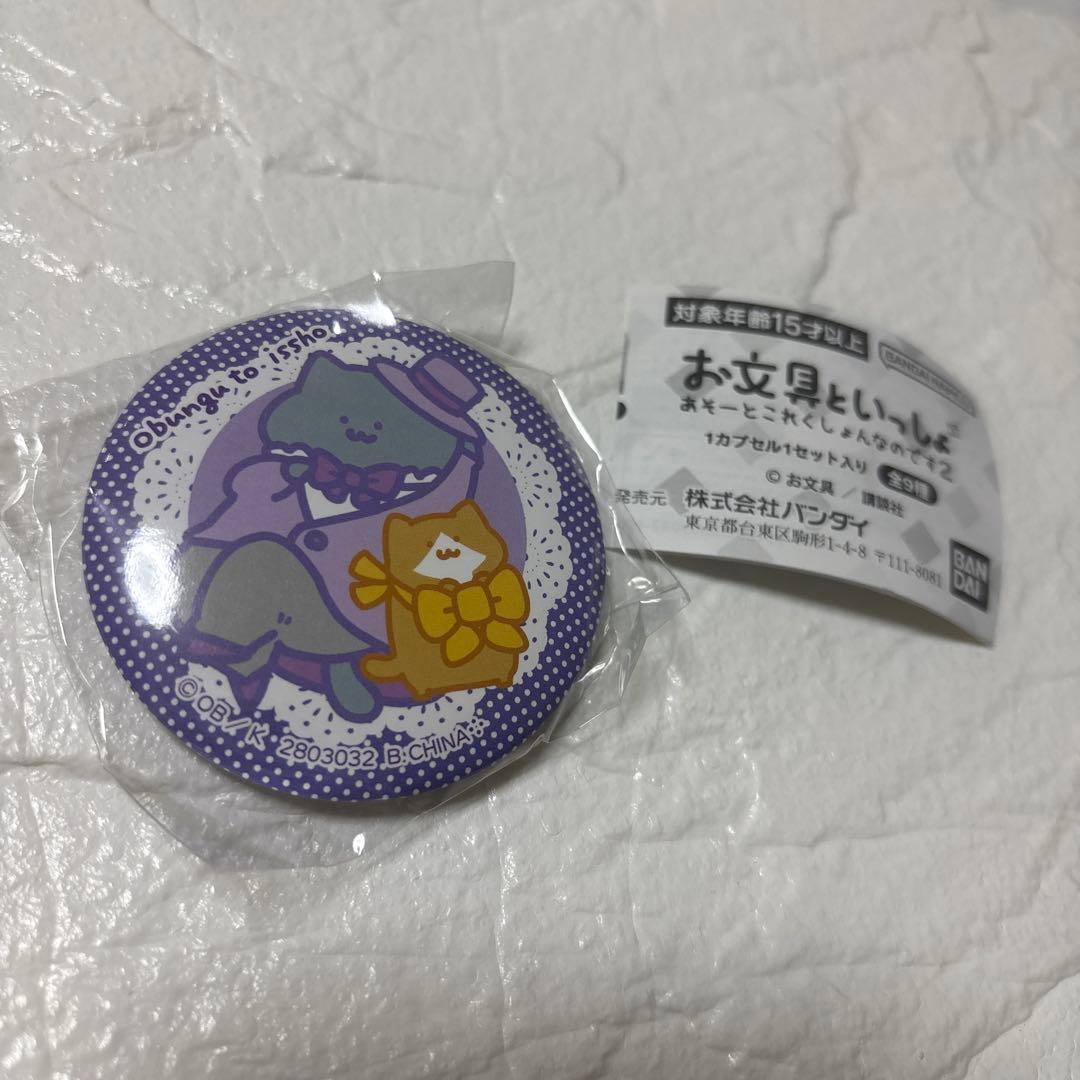 Obungu to issho
©OB/K 2803032 B:CHINA
対象年齢15才以上
お文具といっしょ
あそーとこれくしょんなのです2
1カプセル1セット入り 全9種
©お文具/講談社
発売元 株式会社バンダイ
東京都台東区駒形1-4-8 〒111-8081
BANDAI